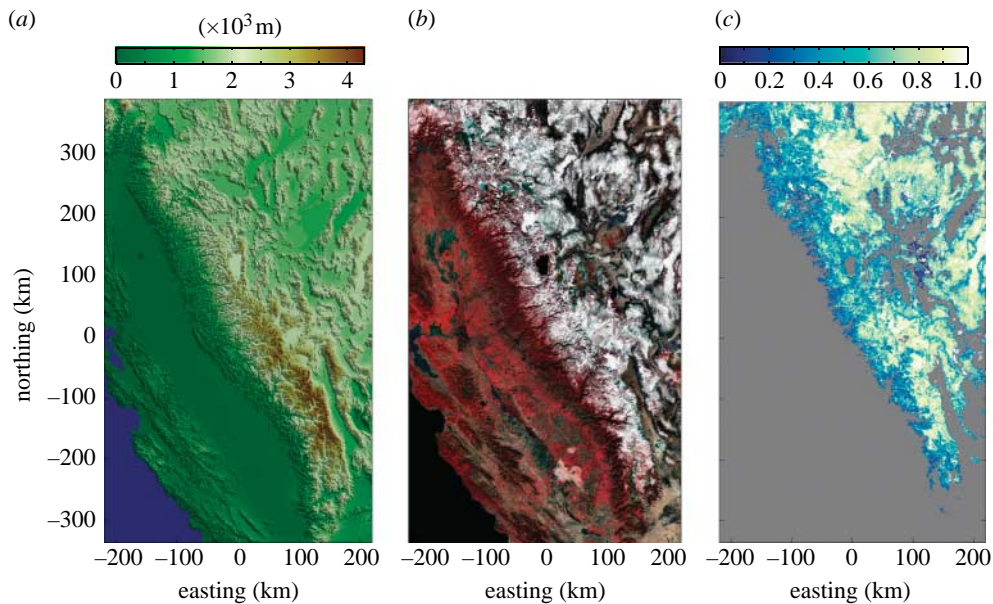 (a)
(b)
(c)
(×10³ m)
0 1 2 3 4
0 0.2 0.4 0.6 0.8 1.0
300
200
100
0
–100
–200
–300
northing (km)
–200 –100 0 100 200
–200 –100 0 100 200
–200 –100 0 100 200
easting (km)
easting (km)
easting (km)